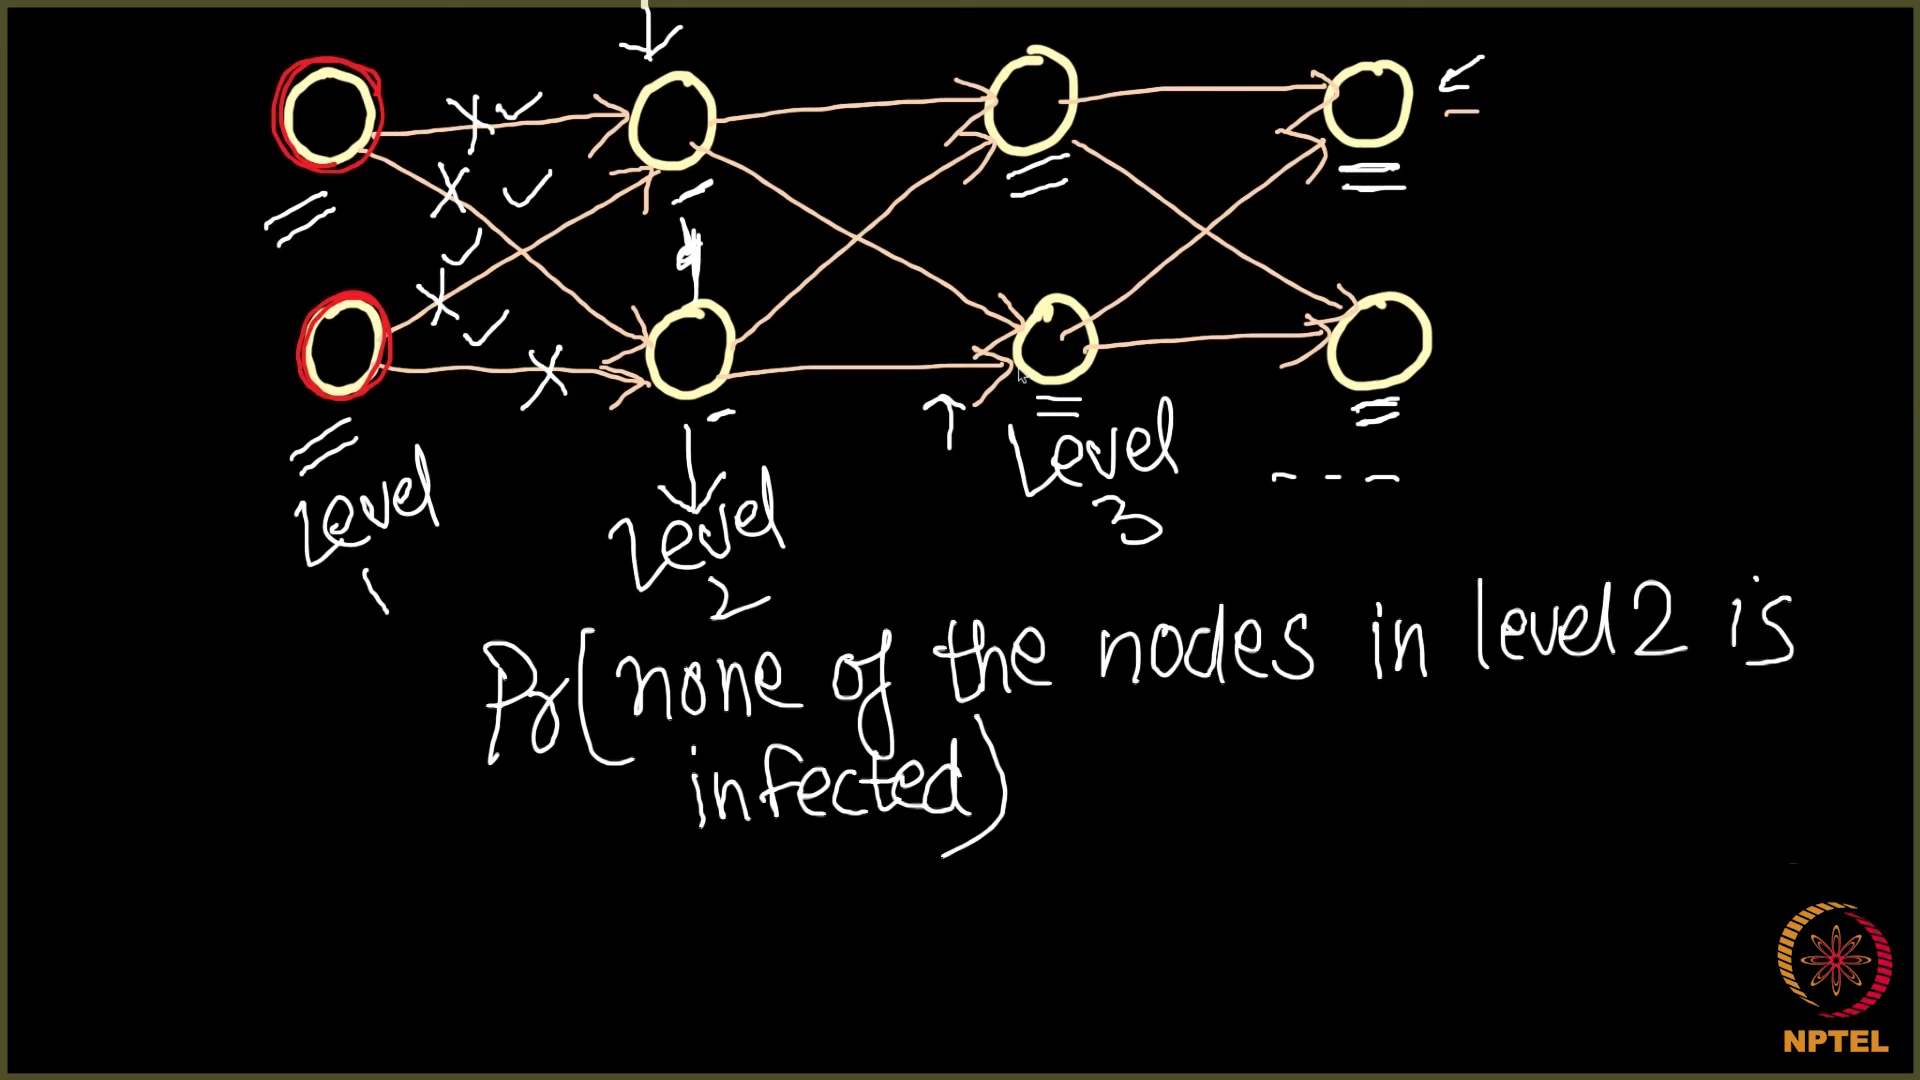 Level Level Level - - -
1 2 3
Pr(none of the nodes in level 2 is
infected)
NPTEL